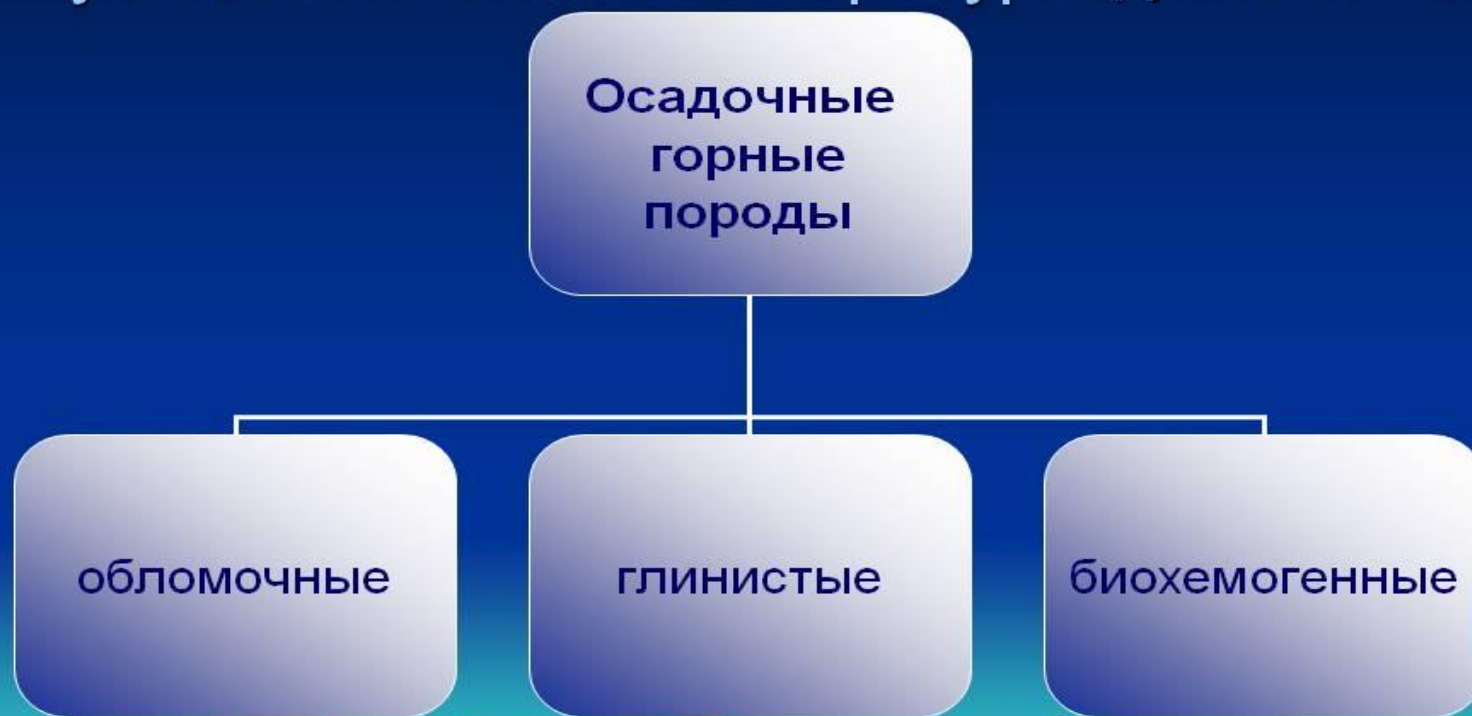 Осадочные
горные
породы
обломочные
глинистые
биохемогенные